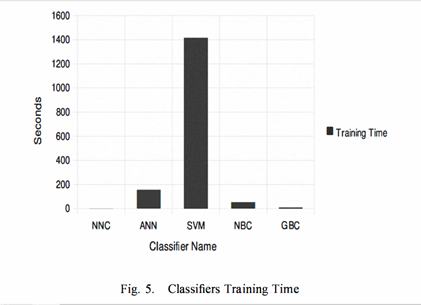 1600
1400
1200
1000
800
600
400
200
0
Seconds
NNC ANN SVM NBC GBC
Classifier Name
Training Time
Fig. 5. Classifiers Training Time